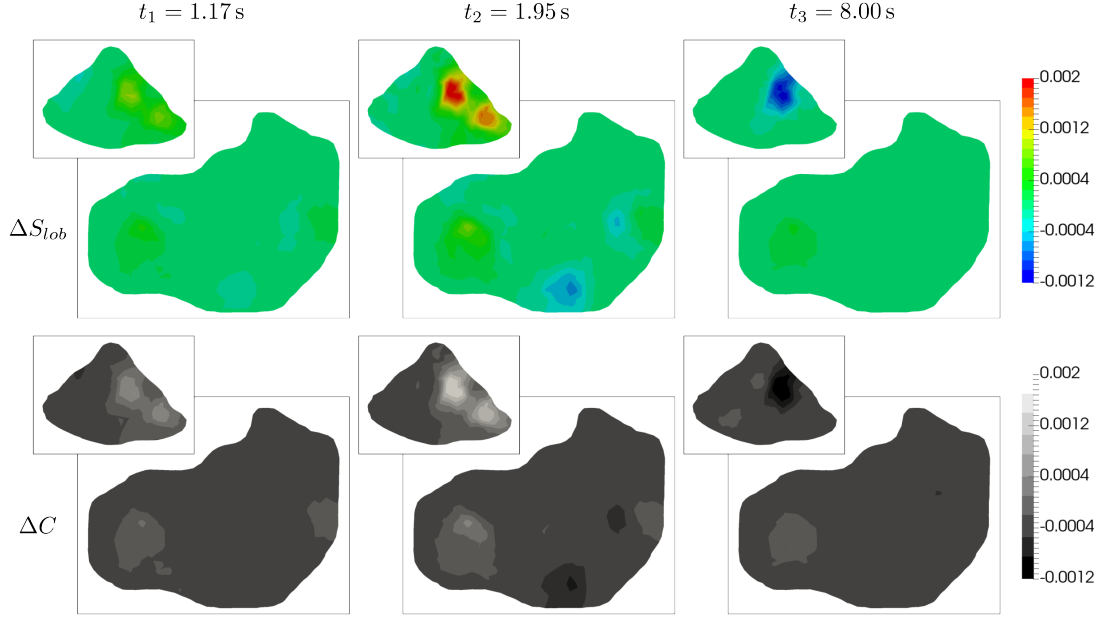 t₁ = 1.17 s
t₂ = 1.95 s
t₃ = 8.00 s
ΔS_lob
0.002
0.0012
0.0004
-0.0004
-0.0012
ΔC
0.002
0.0012
0.0004
-0.0004
-0.0012